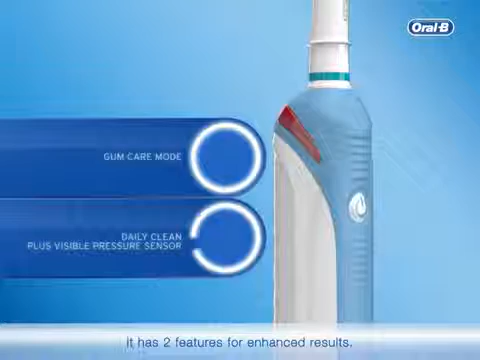 Oral-B
GUM CARE MODE
DAILY CLEAN
PLUS VISIBLE PRESSURE SENSOR
It has 2 features for enhanced results.